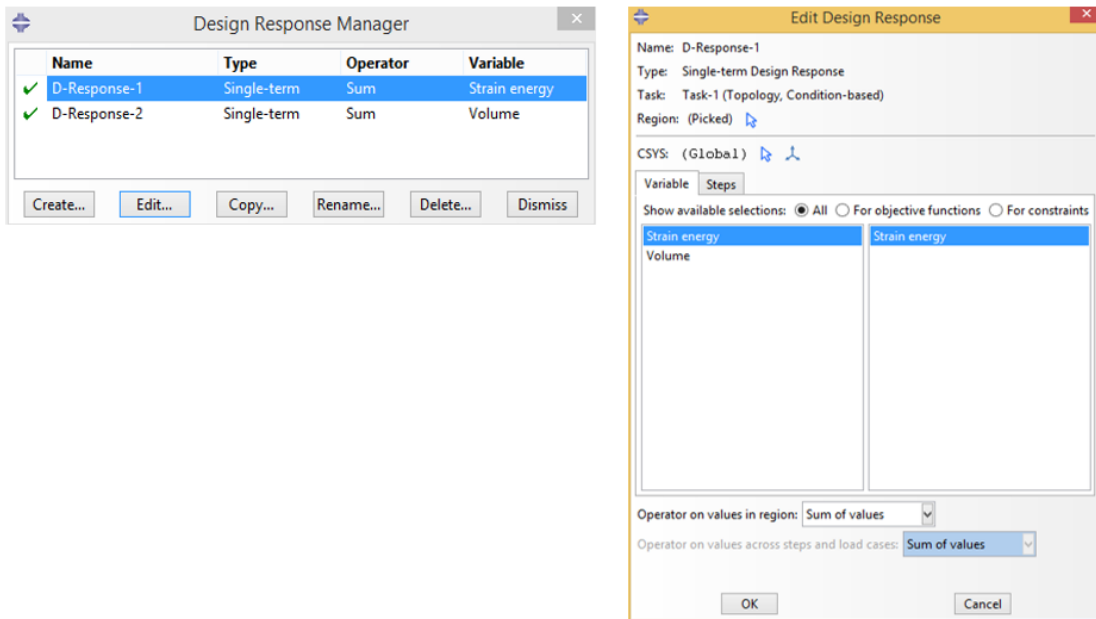 Design Response Manager
Name Type Operator Variable
D-Response-1 Single-term Sum Strain energy
D-Response-2 Single-term Sum Volume
Create... Edit... Copy... Rename... Delete... Dismiss
Edit Design Response
Name: D-Response-1
Type: Single-term Design Response
Task: Task-1 (Topology, Condition-based)
Region: (Picked)
CSYS: (Global)
Variable Steps
Show available selections: All For objective functions For constraints
Strain energy Strain energy
Volume
Operator on values in region: Sum of values
Operator on values across steps and load cases: Sum of values
OK Cancel